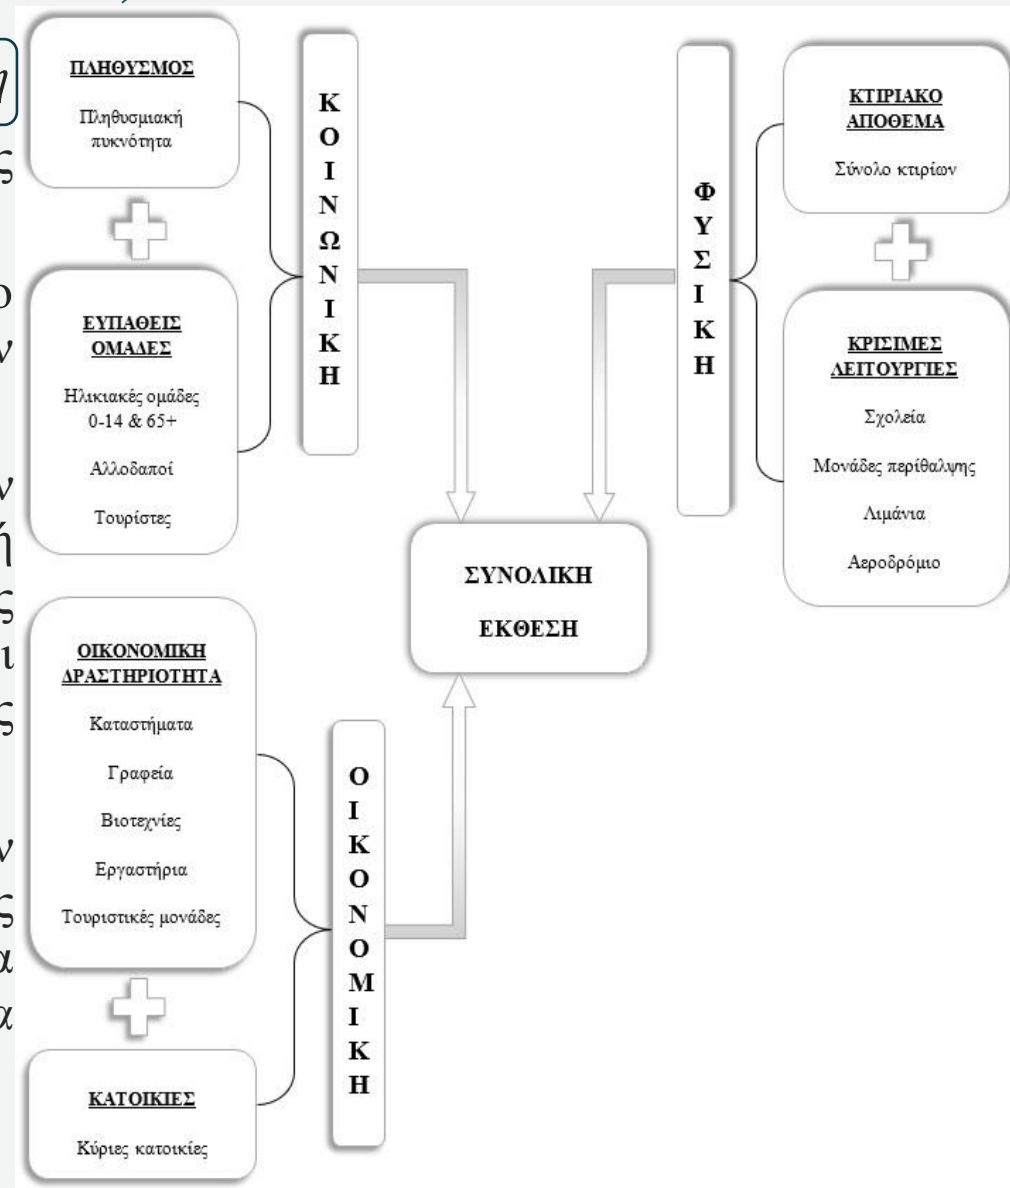 ΠΛΗΘΥΣΜΟΣ
Πληθυσμιακή
πυκνότητα
ΕΥΠΑΘΕΙΣ
ΟΜΑΔΕΣ
Ηλικιακές ομάδες
0-14 & 65+
Αλλοδαποί
Τουρίστες
ΚΟΙΝΩΝΙΚΗ
ΚΤΙΡΙΑΚΟ
ΑΠΟΘΕΜΑ
Σύνολο κτιρίων
ΚΡΙΣΙΜΕΣ
ΛΕΙΤΟΥΡΓΙΕΣ
Σχολεία
Μονάδες περίθαλψης
Λιμάνια
Αεροδρόμιο
ΦΥΣΙΚΗ
ΣΥΝΟΛΙΚΗ
ΕΚΘΕΣΗ
ΟΙΚΟΝΟΜΙΚΗ
ΔΡΑΣΤΗΡΙΟΤΗΤΑ
Καταστήματα
Γραφεία
Βιοτεχνίες
Εργαστήρια
Τουριστικές μονάδες
ΚΑΤΟΙΚΙΕΣ
Κύριες κατοικίες
ΟΙΚΟΝΟΜΙΚΗ